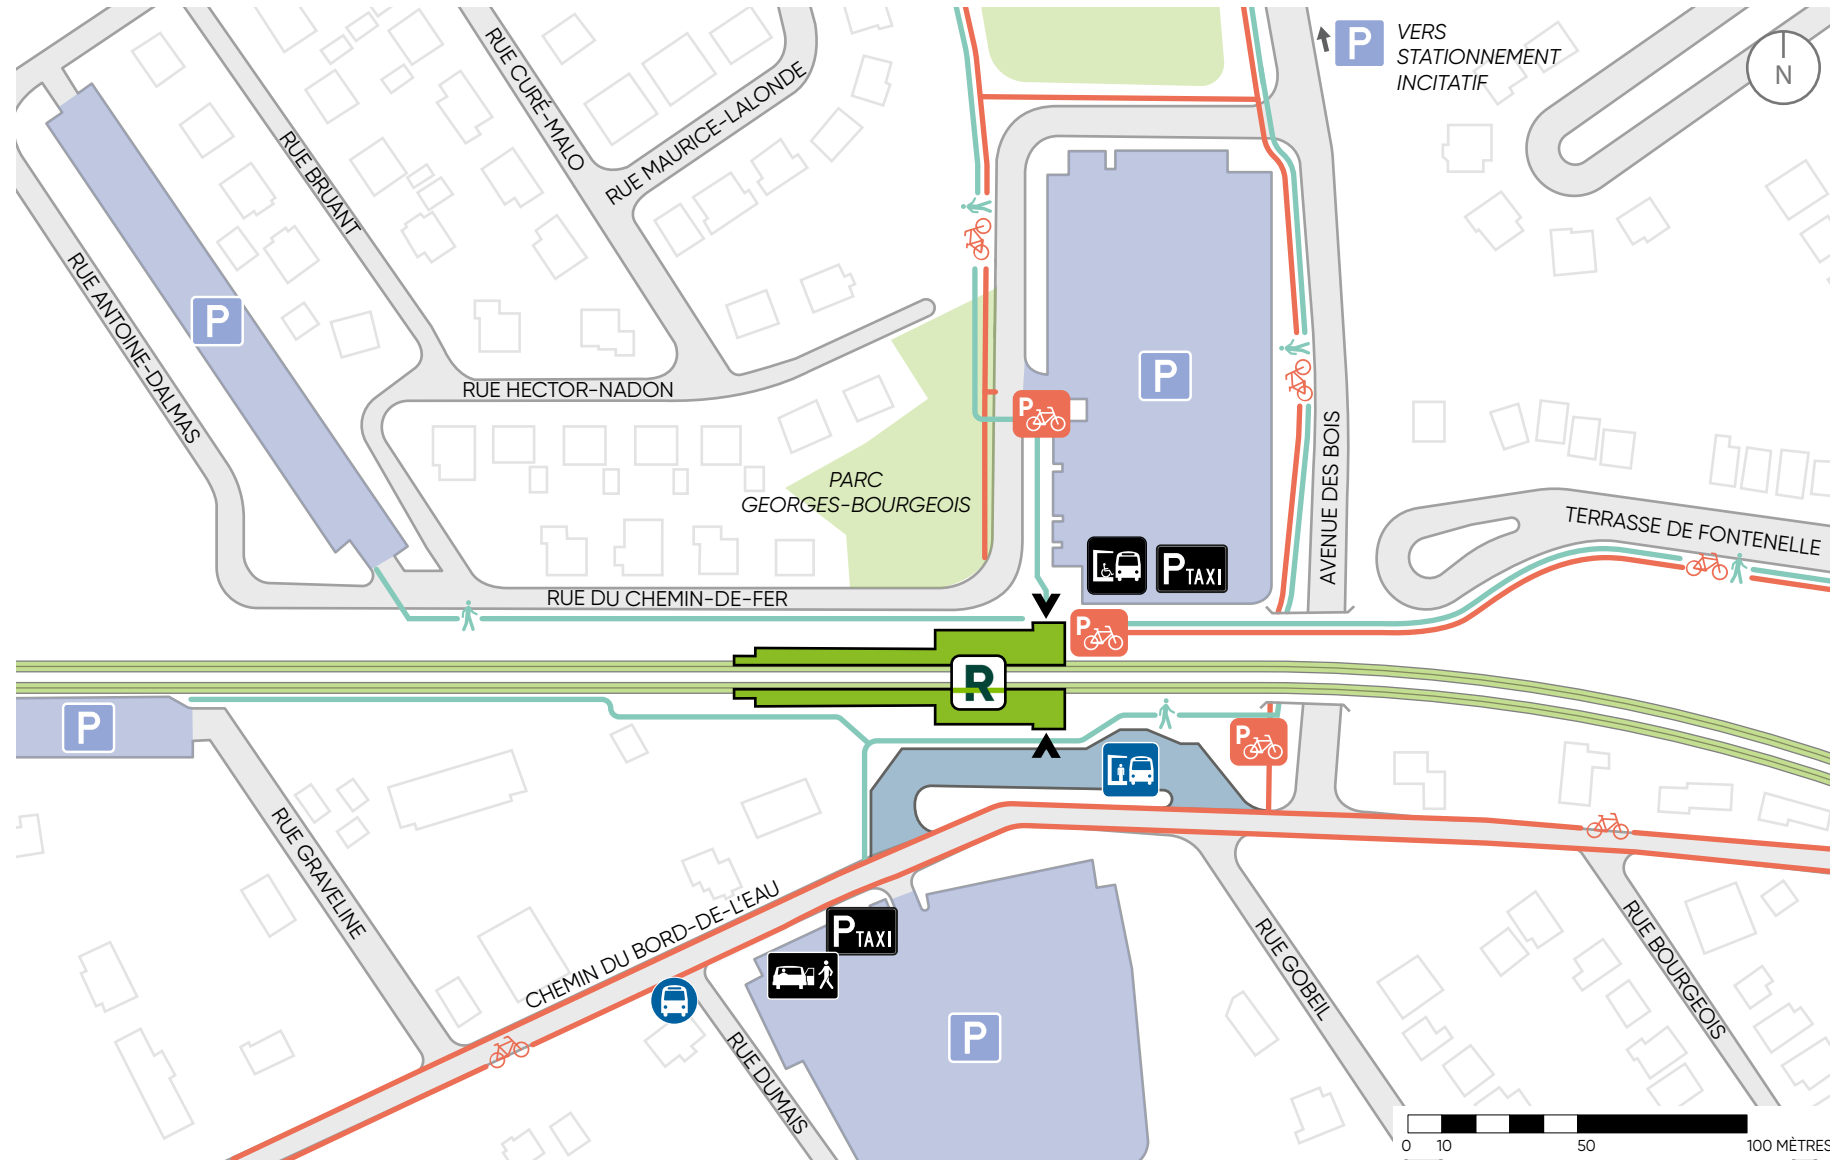 P
VERS
STATIONNEMENT
INCITATIF
N
RUE CURÉ-MALO
RUE MAURICE-LALONDE
RUE BRUANT
RUE ANTOINE-DALMAS
P
RUE HECTOR-NADON
P
P
AVENUE DES BOIS
PARC
GEORGES-BOURGEOIS
TERRASSE DE FONTENELLE
P TAXI
RUE DU CHEMIN-DE-FER
P
R
P
P
RUE GRAVELINE
CHEMIN DU BORD-DE-L'EAU
P TAXI
RUE GOBEIL
RUE BOURGEOIS
P
RUE DUMAIS
0 10 50 100 MÈTRES